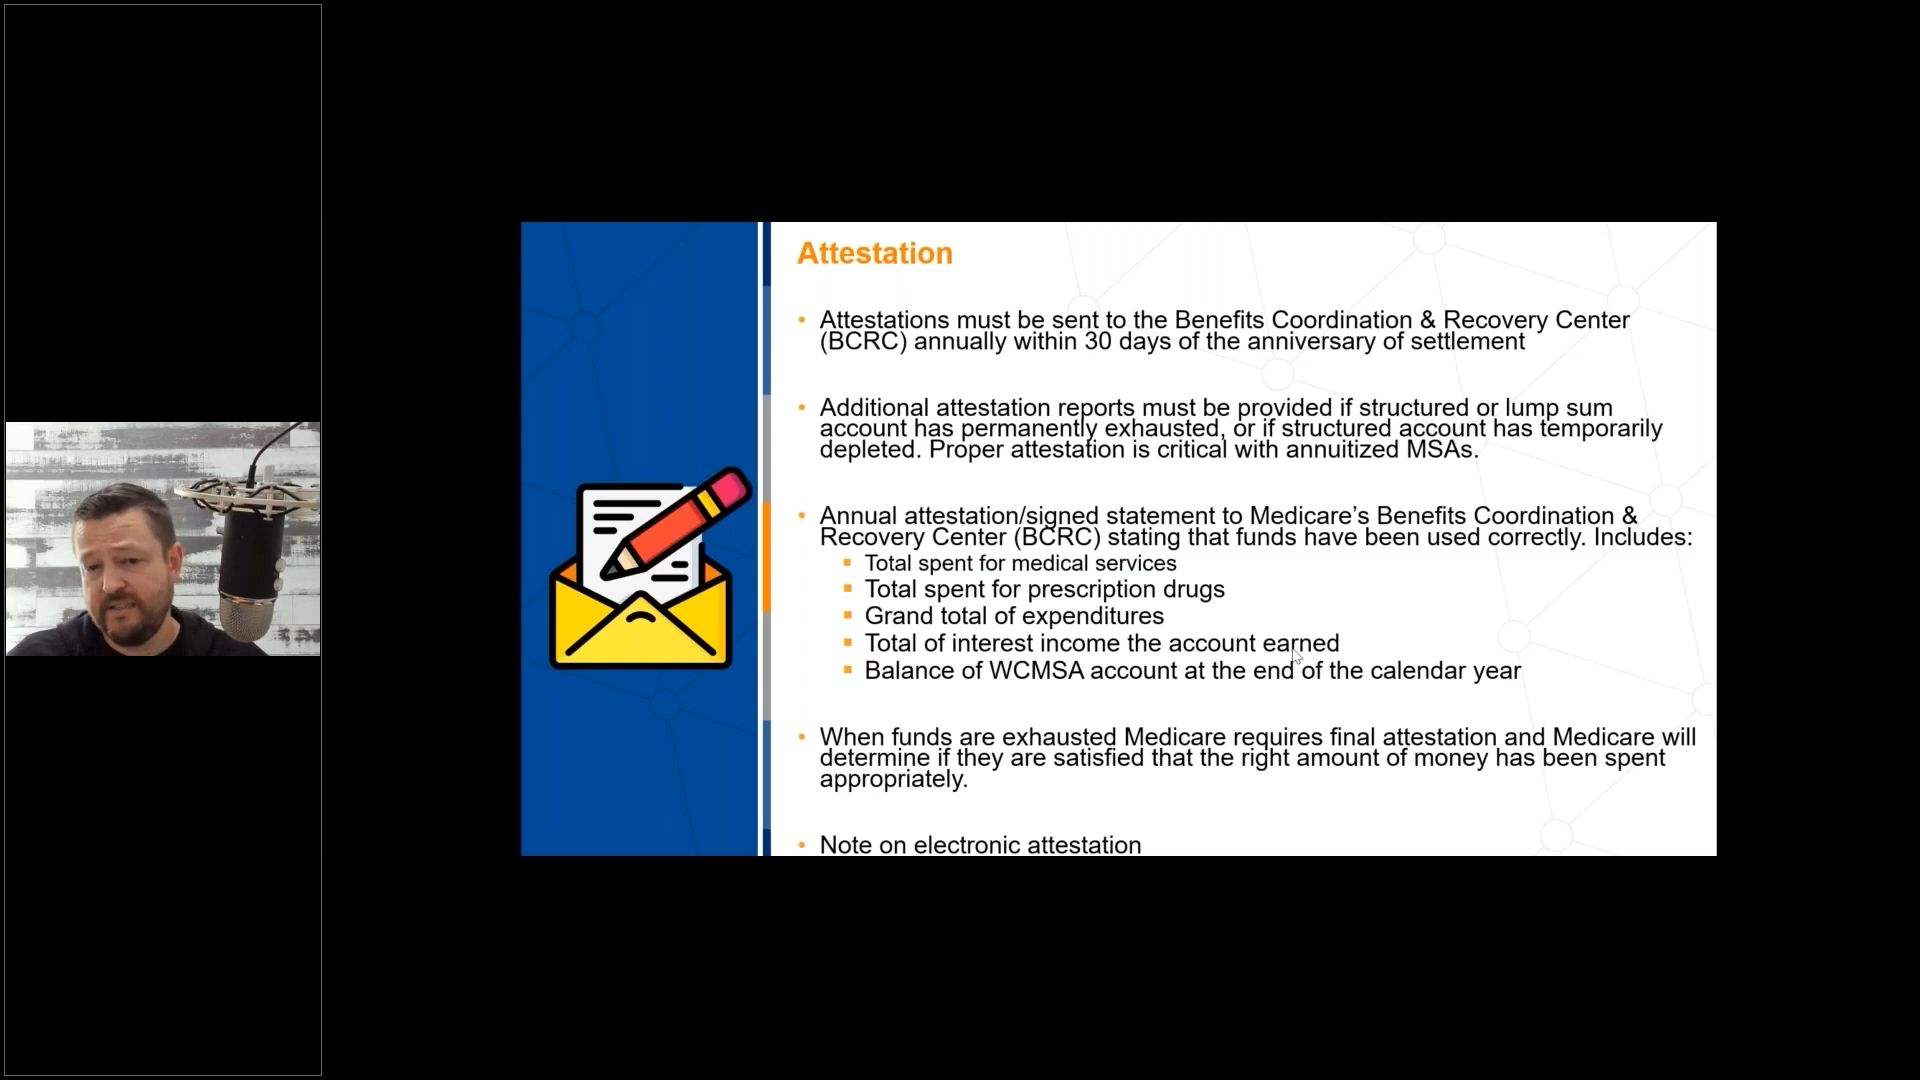 Attestation
• Attestations must be sent to the Benefits Coordination & Recovery Center
(BCRC) annually within 30 days of the anniversary of settlement
• Additional attestation reports must be provided if structured or lump sum
account has permanently exhausted, or if structured account has temporarily
depleted. Proper attestation is critical with annuitized MSAs.
• Annual attestation/signed statement to Medicare’s Benefits Coordination &
Recovery Center (BCRC) stating that funds have been used correctly. Includes:
▪ Total spent for medical services
▪ Total spent for prescription drugs
▪ Grand total of expenditures
▪ Total of interest income the account earned
▪ Balance of WCMSA account at the end of the calendar year
• When funds are exhausted Medicare requires final attestation and Medicare will
determine if they are satisfied that the right amount of money has been spent
appropriately.
• Note on electronic attestation